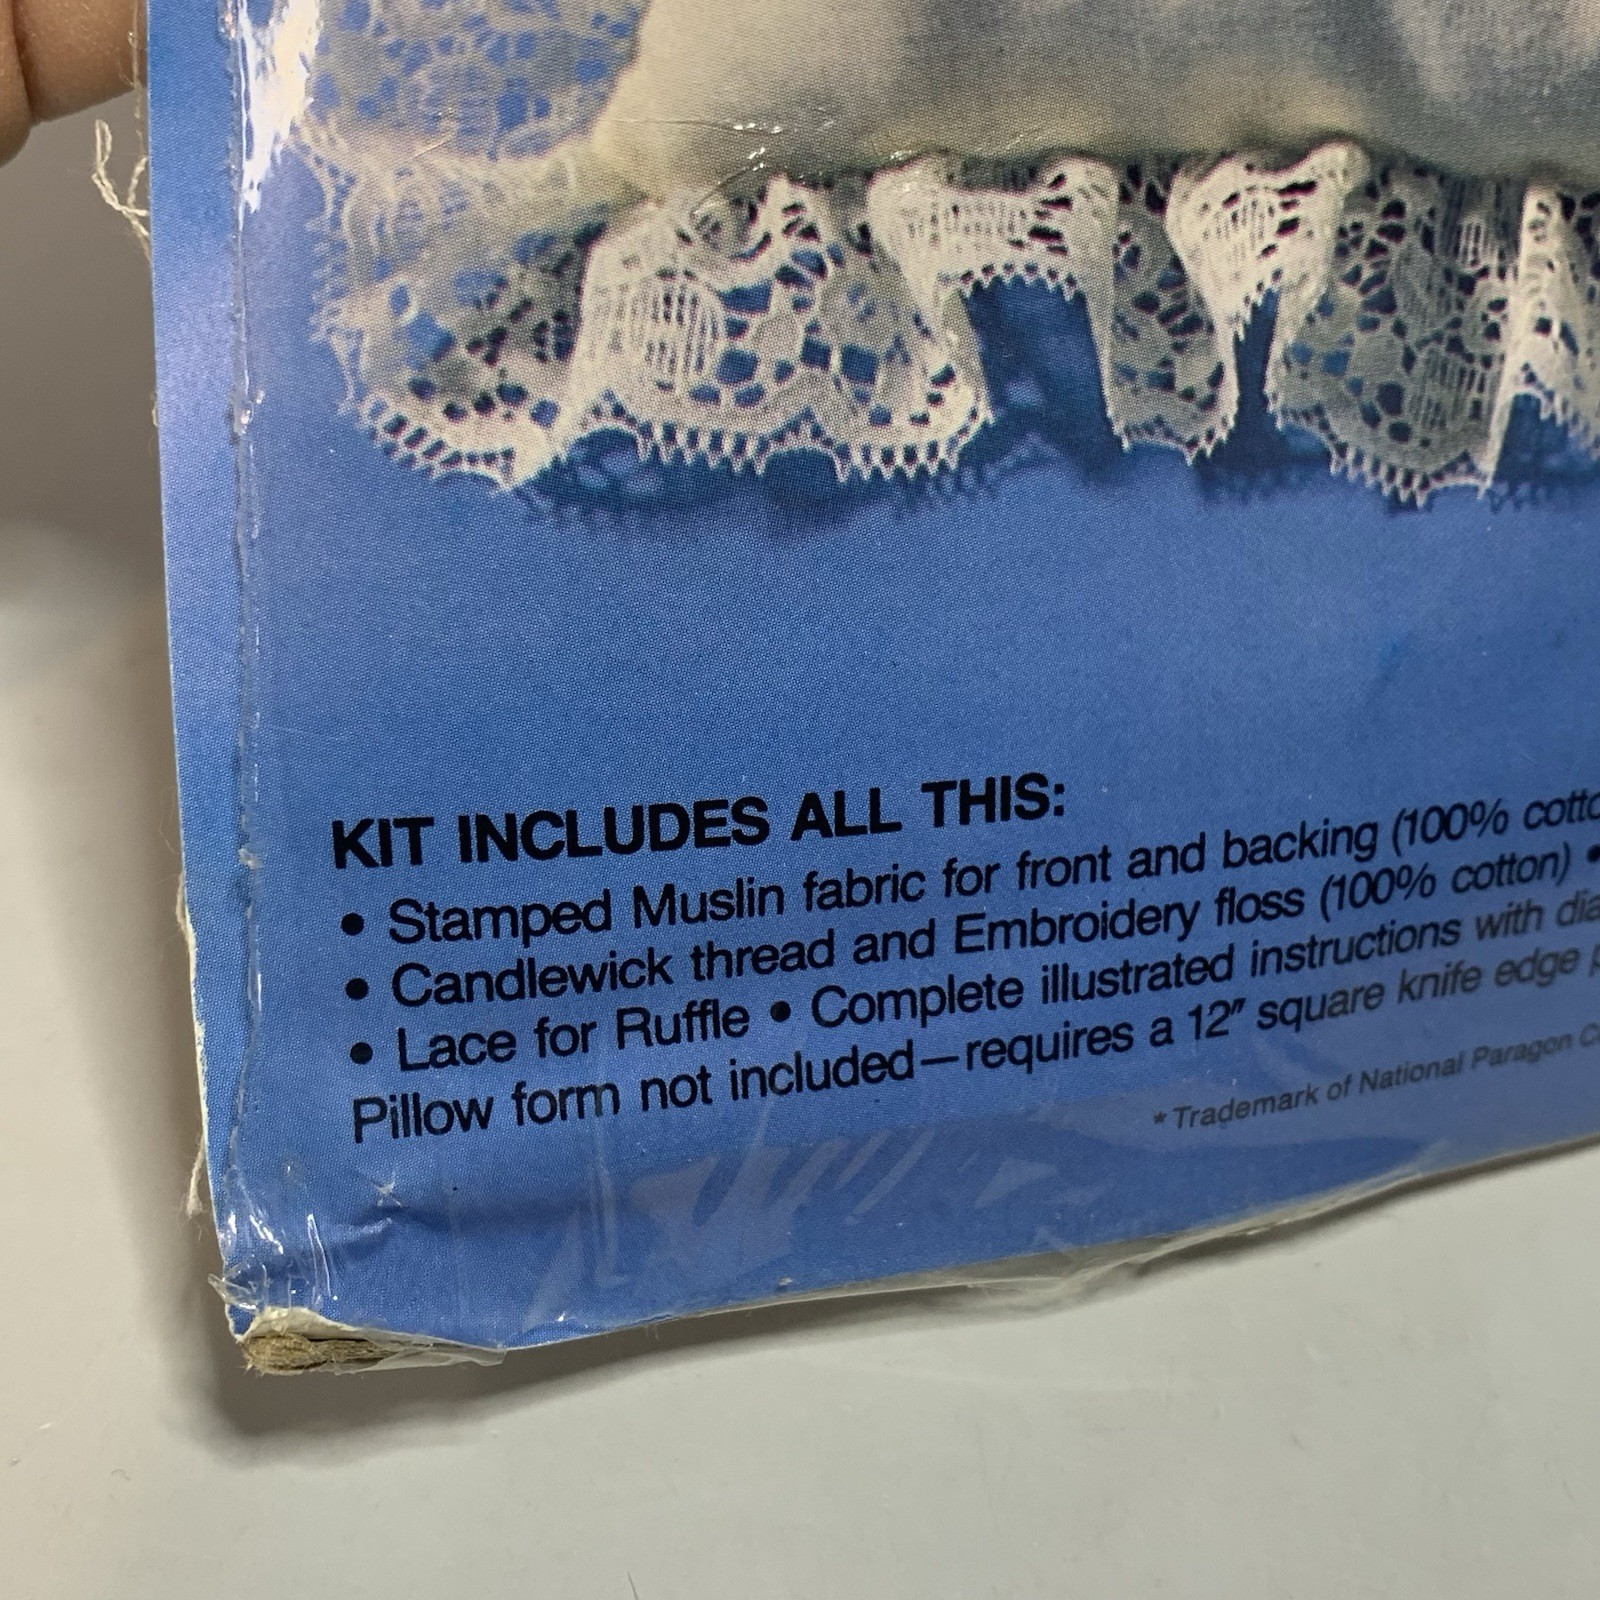 KIT INCLUDES ALL THIS:
• Stamped Muslin fabric for front and backing (100%
• Candlewick thread and Embroidery floss (100% cotton) •
• Lace for Ruffle • Complete illustrated instructions with
Pillow form not included—requires a 12" square knife edge
*Trademark of National Paragon